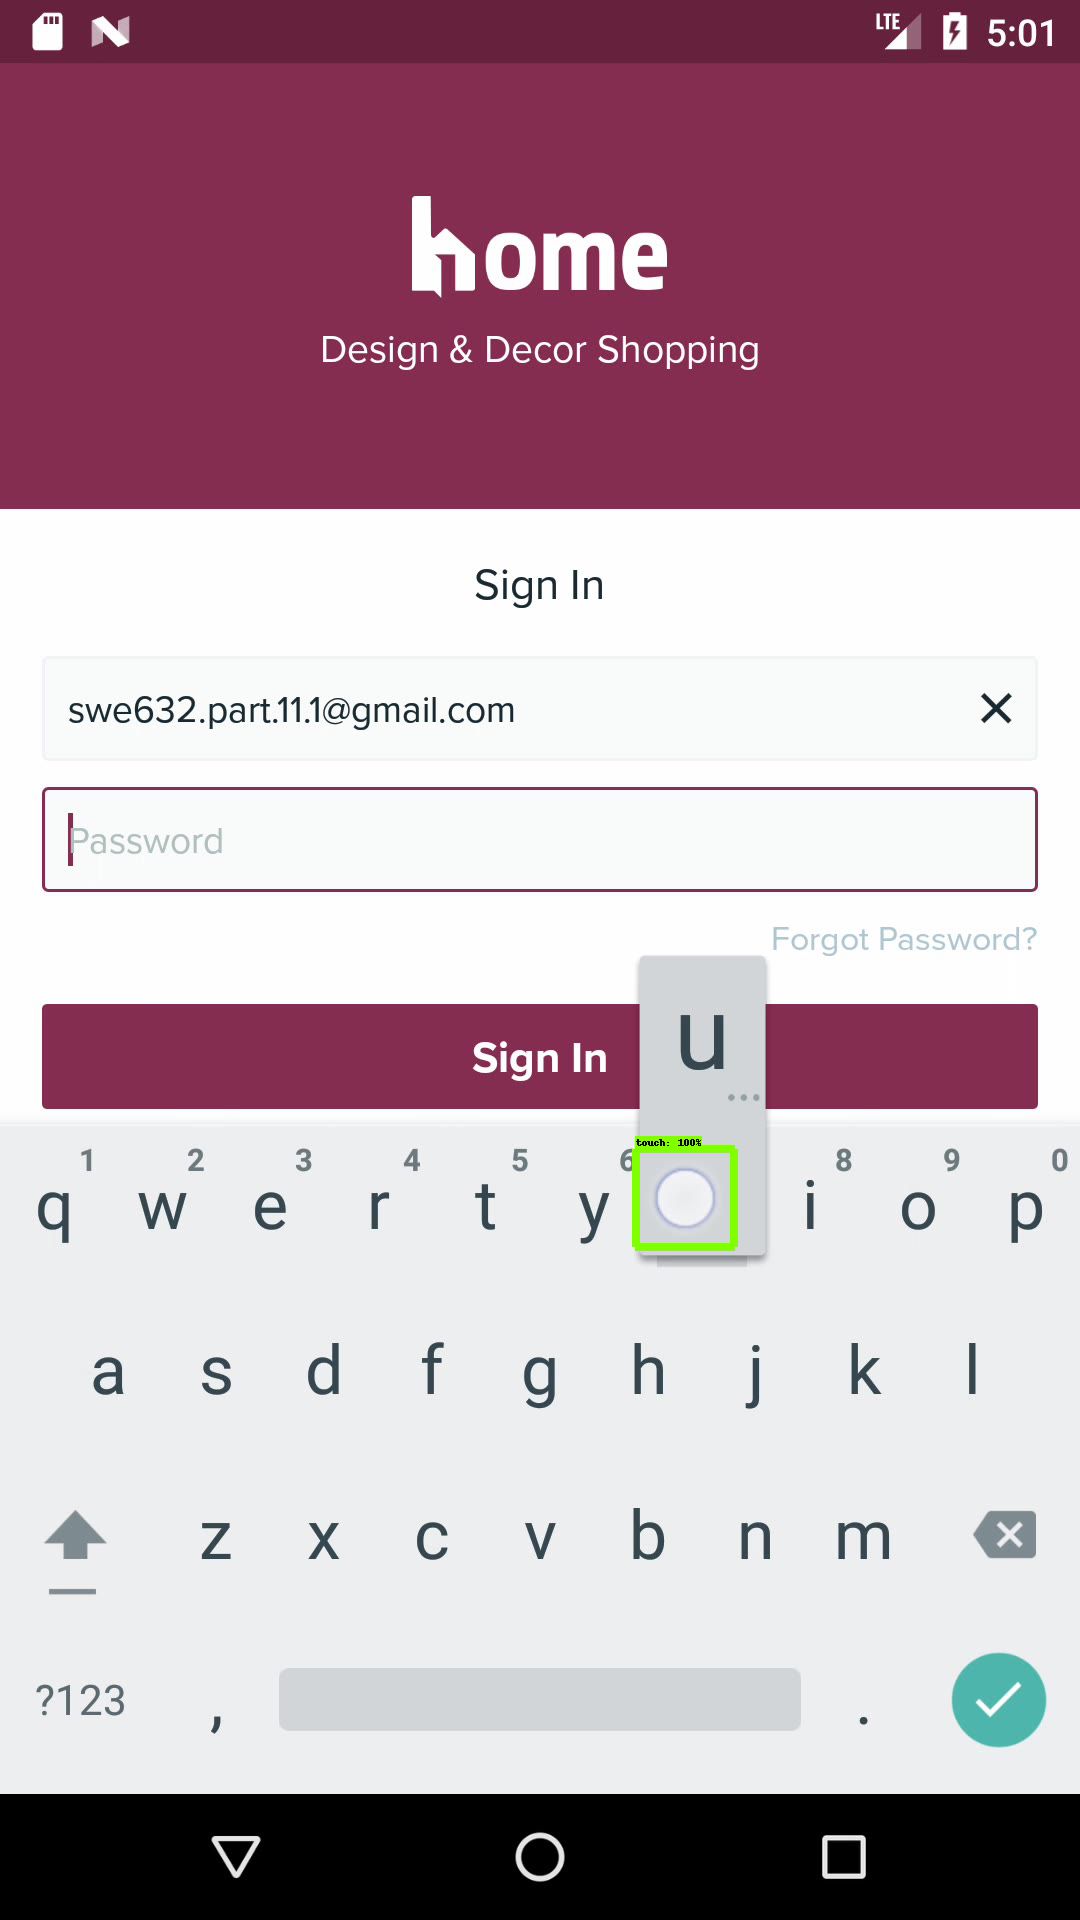 LTE 5:01
home
Design & Decor Shopping
Sign In
swe632.part.11.1@gmail.com
Password
Forgot Password?
Sign In
u
...
touch: 100%
1 2 3 4 5 6 8 9 0
q w e r t y i o p
a s d f g h j k l
z x c v b n m
?123 , .